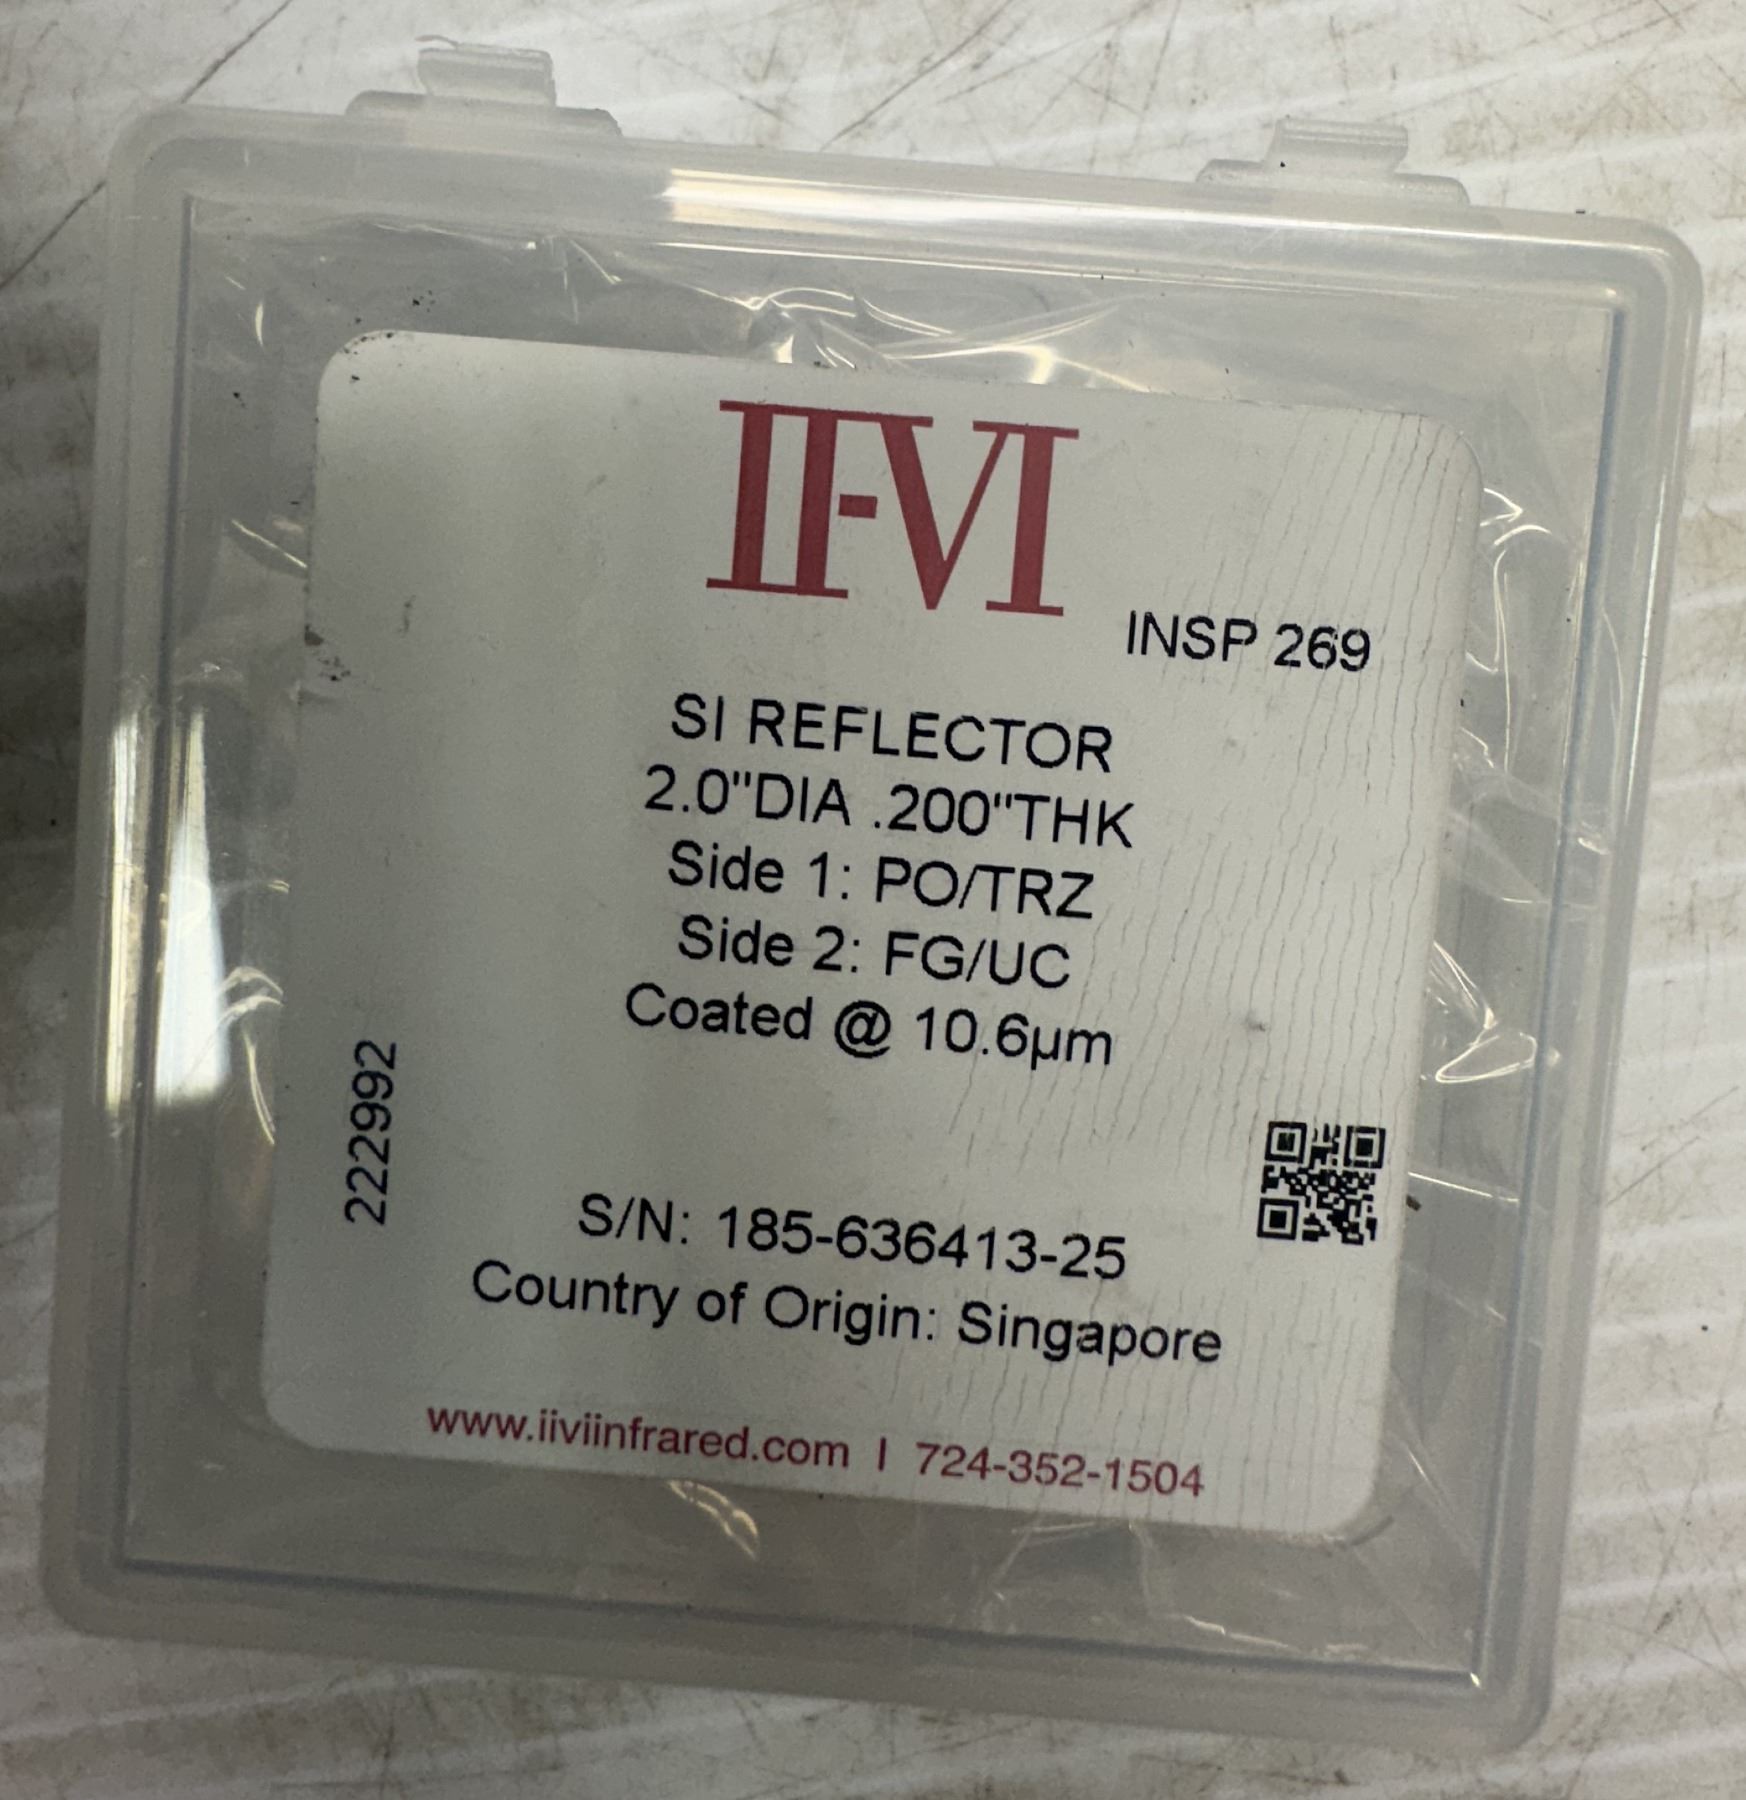 II-VI
INSP 269
SI REFLECTOR
2.0"DIA .200"THK
Side 1: PO/TRZ
Side 2: FG/UC
Coated @ 10.6µm
222992
S/N: 185-636413-25
Country of Origin: Singapore
www.iiviinfrared.com | 724-352-1504